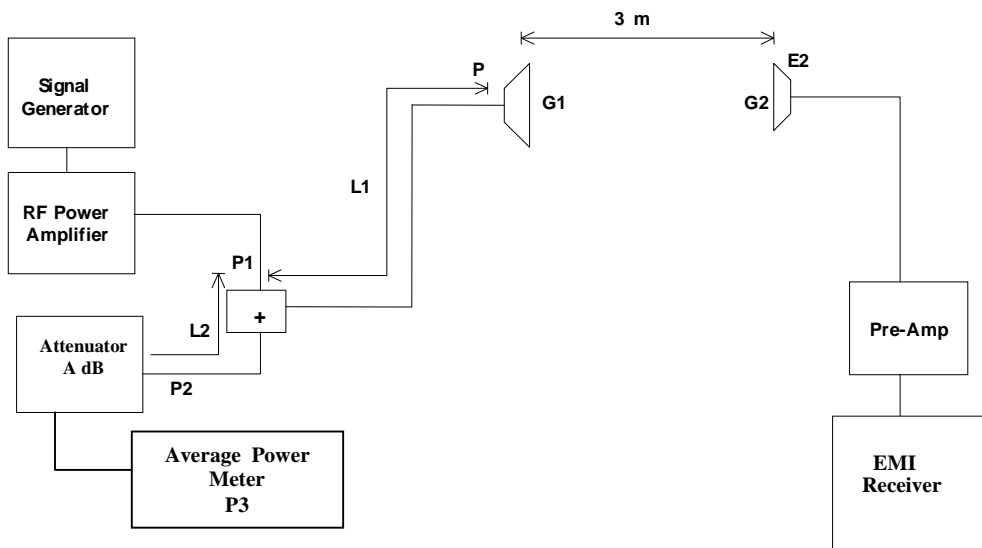 3 m
P
E2
Signal
Generator
G1
G2
L1
RF Power
Amplifier
P1
+
L2
Attenuator
A dB
P2
Pre-Amp
Average Power
Meter
P3
EMI
Receiver